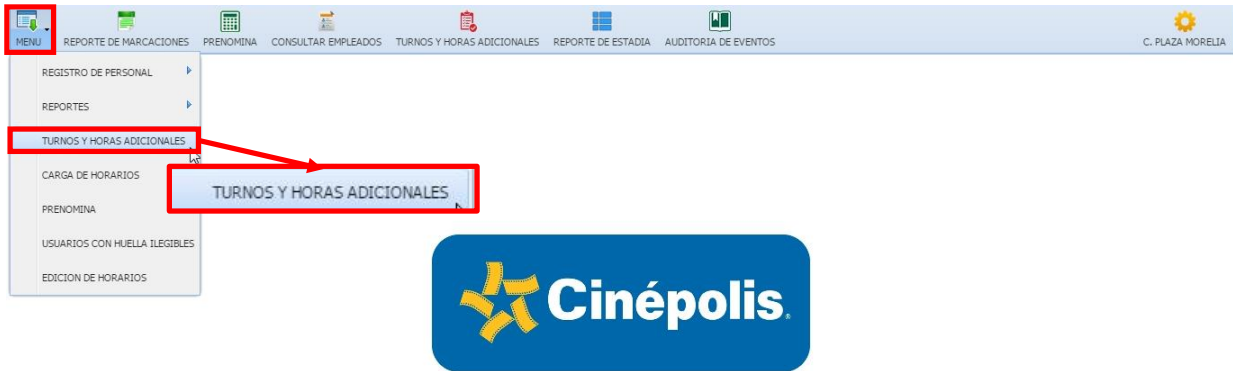 MENU REPORTE DE MARCACIONES PRENOMINA CONSULTAR EMPLEADOS TURNOS Y HORAS ADICIONALES REPORTE DE ESTADIA AUDITORIA DE EVENTOS C. PLAZA MORELIA
REGISTRO DE PERSONAL
REPORTES
TURNOS Y HORAS ADICIONALES
CARGA DE HORARIOS
TURNOS Y HORAS ADICIONALES
PRENOMINA
USUARIOS CON HUELLA ILEGIBLES
EDICION DE HORARIOS
Cinépolis®